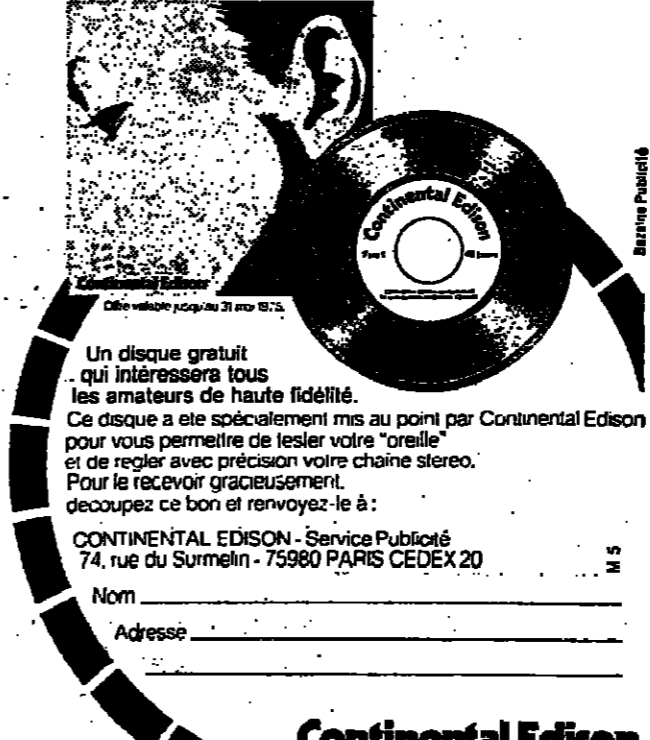 Continental Edison
Continental Edison
45 tours
Offre valable jusqu'au 31 mai 1975.
Bazaine Publicité
Un disque gratuit
qui intéressera tous
les amateurs de haute fidélité.
Ce disque a ete spécialement mis au point par Continental Edison
pour vous permettre de tester votre "oreille"
et de regler avec précision votre chaine stereo.
Pour le recevoir gracieusement,
decoupez ce bon et renvoyez-le à :
CONTINENTAL EDISON - Service Publicité
74, rue du Surmelin - 75980 PARIS CEDEX 20
M 5
Nom
Adresse
Continental Edison